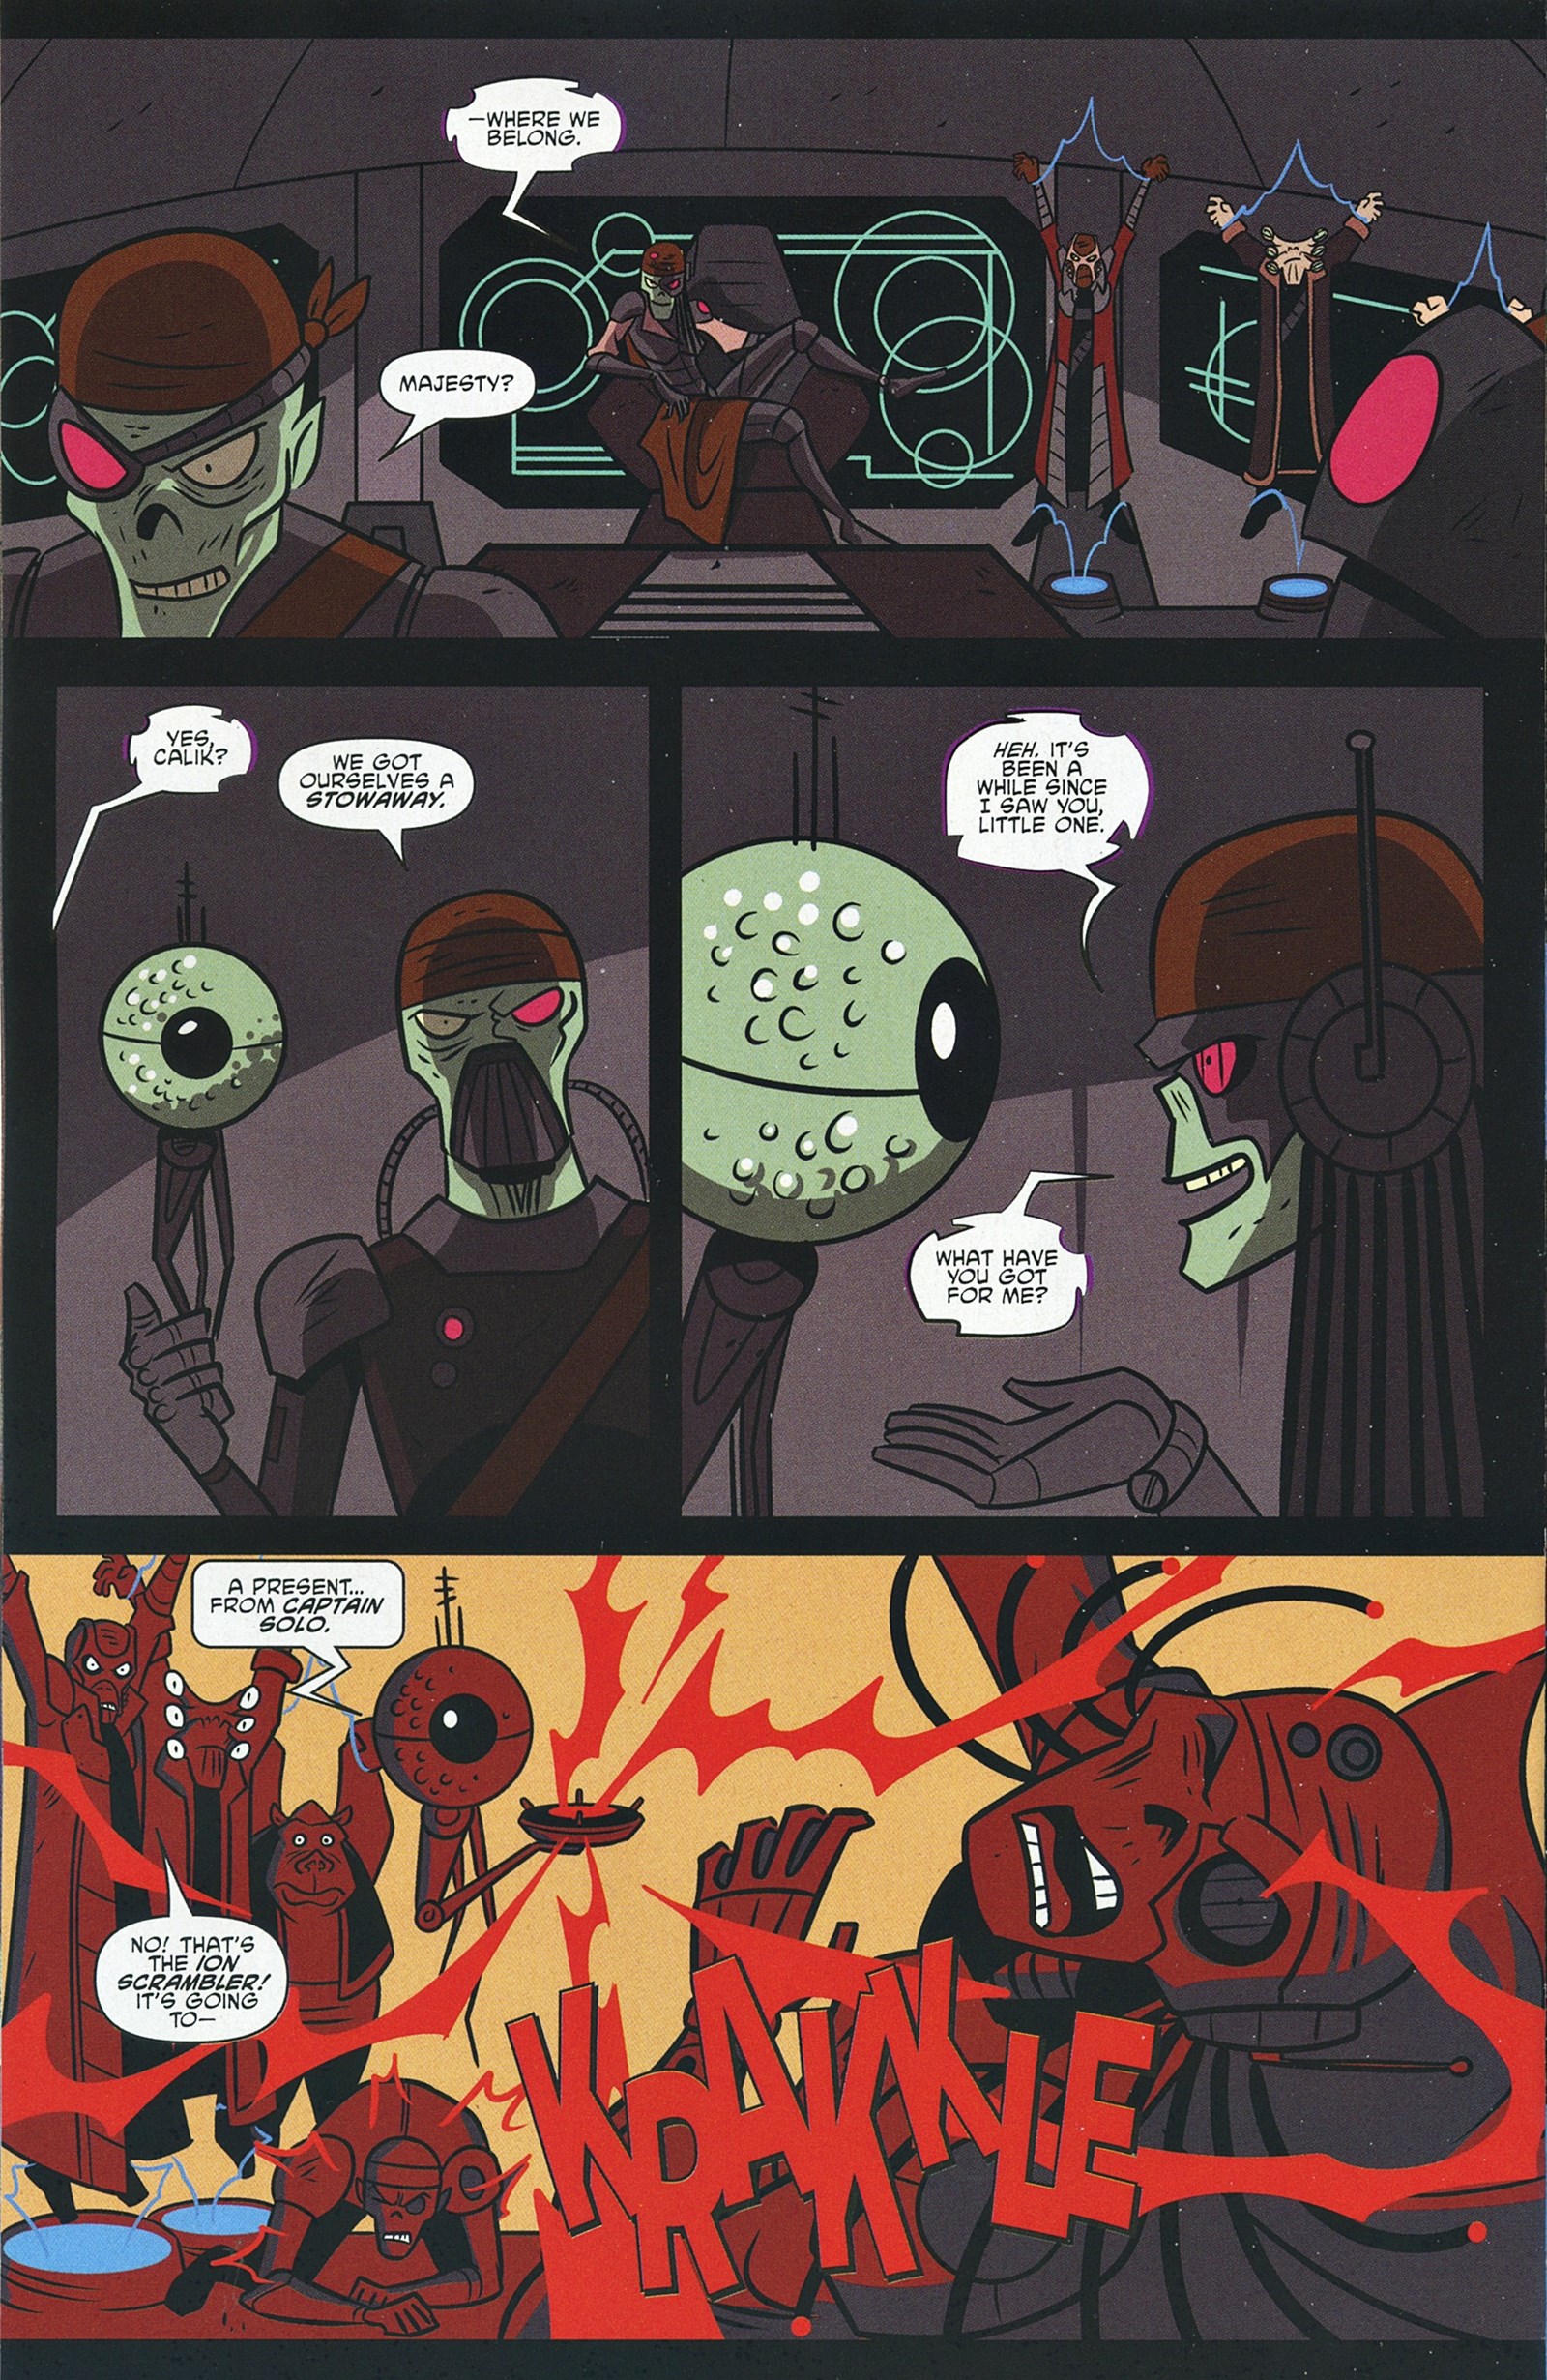 —WHERE WE
BELONG.
MAJESTY?
YES,
CALIK?
WE GOT
OURSELVES A
STOWAWAY.
HEH. IT'S
BEEN A
WHILE SINCE
I SAW YOU,
LITTLE ONE.
WHAT HAVE
YOU GOT
FOR ME?
A PRESENT...
FROM CAPTAIN
SOLO.
NO! THAT'S
THE ION
SCRAMBLER!
IT'S GOING
TO—
KRAKKLE